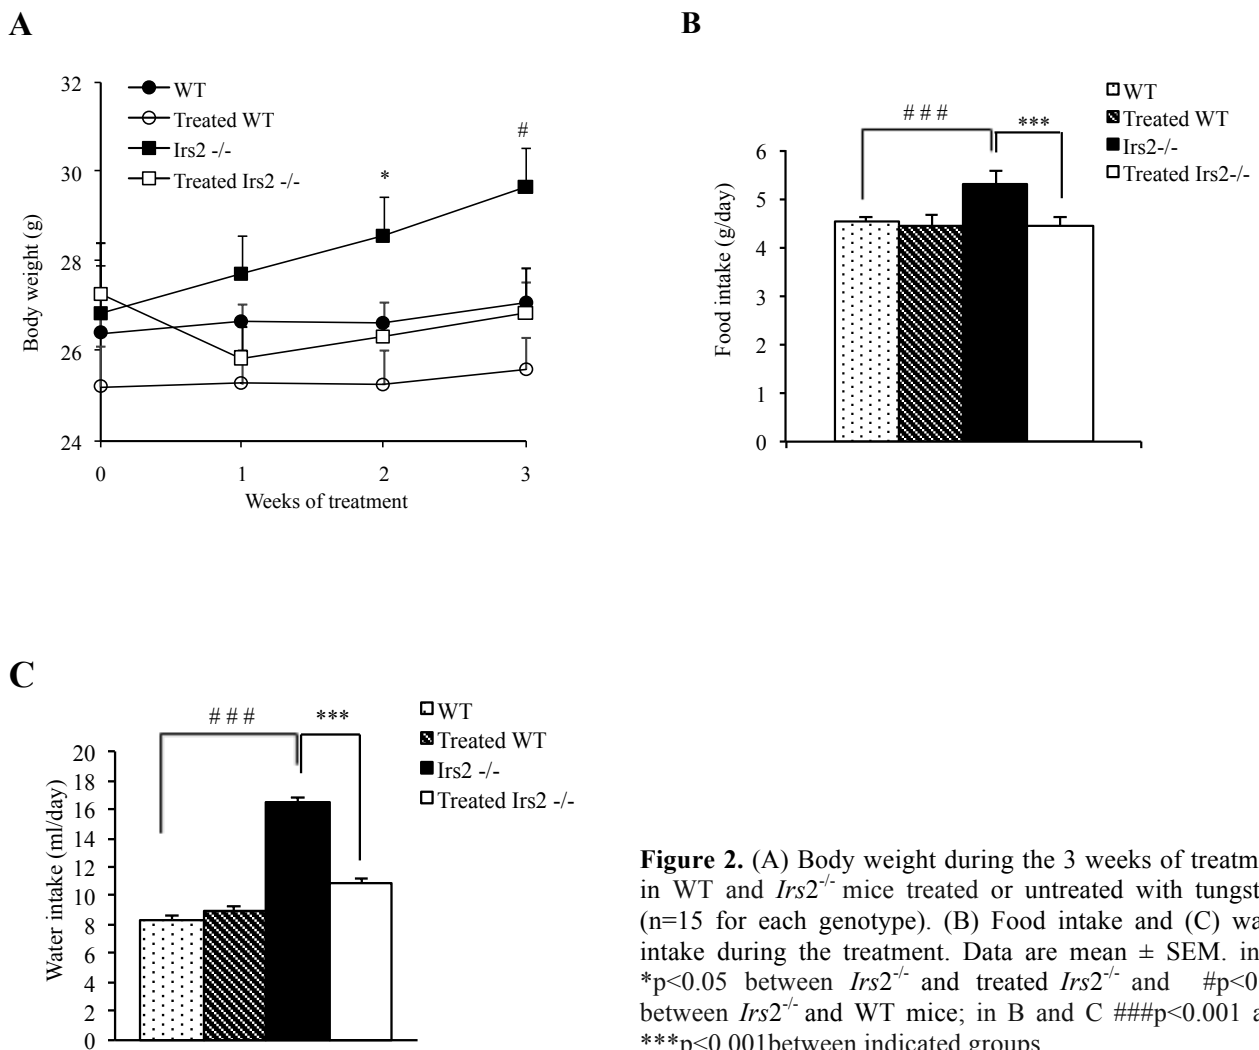 A
32
30
28
26
24
Body weight (g)
WT
Treated WT
Irs2 -/-
Treated Irs2 -/-
*
#
0 1 2 3
Weeks of treatment
B
# # #
***
WT
Treated WT
Irs2-/-
Treated Irs2-/-
6
5
4
3
2
1
0
Food intake (g/day)
C
# # #
***
WT
Treated WT
Irs2 -/-
Treated Irs2 -/-
20
18
16
14
12
10
8
6
4
2
0
Water intake (ml/day)
Figure 2. (A) Body weight during the 3 weeks of treatm
in WT and Irs2-/- mice treated or untreated with tungst
(n=15 for each genotype). (B) Food intake and (C) wa
intake during the treatment. Data are mean ± SEM. in
*p<0.05 between Irs2-/- and treated Irs2-/- and #p<0.
between Irs2-/- and WT mice; in B and C ###p<0.001 a
***p<0.001between indicated groups